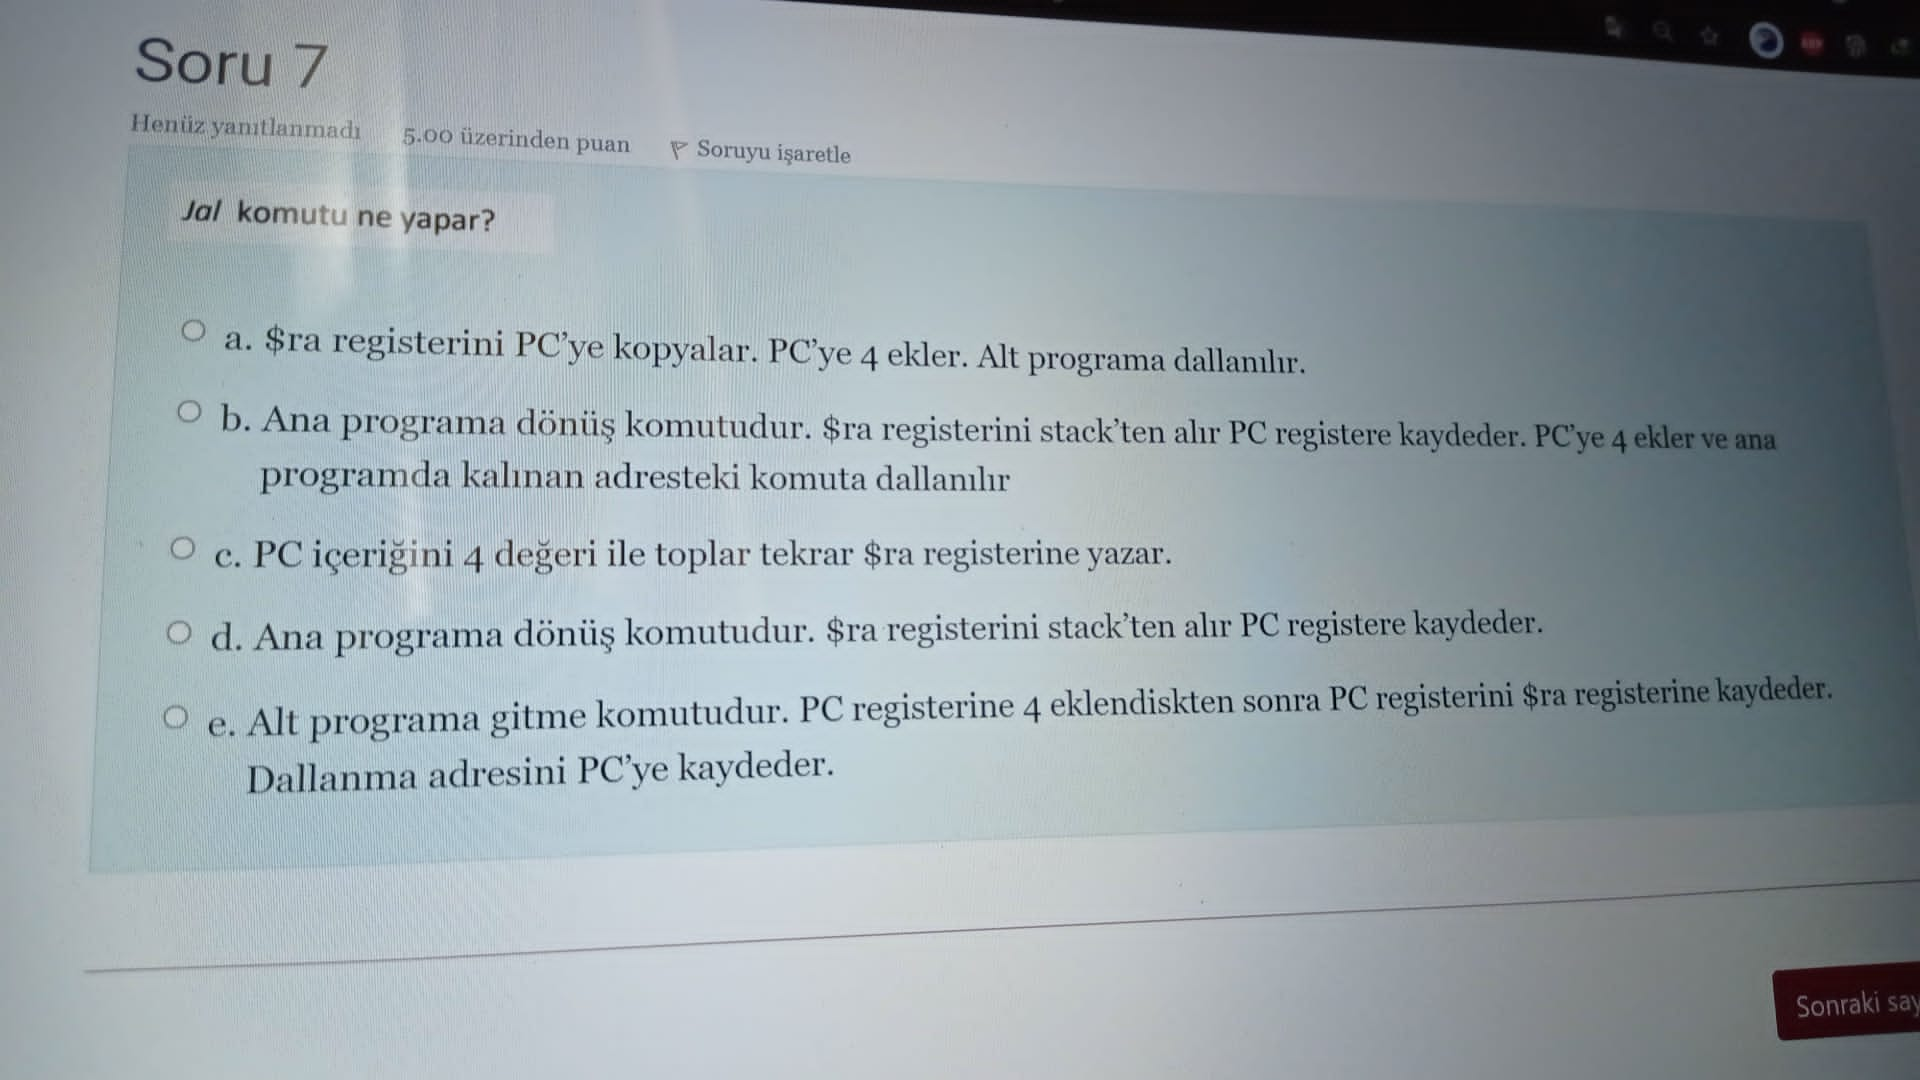 Soru 7
Henüz yanıtlanmadı 5.00 üzerinden puan Soruyu işaretle
Jal komutu ne yapar?
a. $ra registerini PC'ye kopyalar. PC'ye 4 ekler. Alt programa dallanılır.
b. Ana programa dönüş komutudur. $ra registerini stack'ten alır PC registere kaydeder. PC'ye 4 ekler ve ana
programda kalınan adresteki komuta dallanılır
c. PC içeriğini 4 değeri ile toplar tekrar $ra registerine yazar.
d. Ana programa dönüş komutudur. $ra registerini stack'ten alır PC registere kaydeder.
e. Alt programa gitme komutudur. PC registerine 4 eklendiskten sonra PC registerini $ra registerine kaydeder.
Dallanma adresini PC'ye kaydeder.
Sonraki say